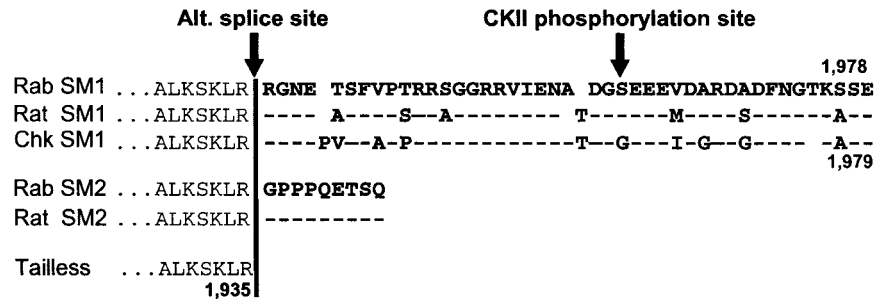 Alt. splice site CKII phosphorylation site
1,978
Rab SM1 ...ALKSKLR RGNE TSFVPTRRSGGRRVIENA DGSEEEVDARDADFNGTKSSE
Rat SM1 ...ALKSKLR -----A----S--A--------T-----M----S------A--
Chk SM1 ...ALKSKLR ----PV--A-P-----------T--G---I-G--G---- --A--
1,979
Rab SM2 ...ALKSKLR GPPPQETSQ
Rat SM2 ...ALKSKLR ---------
Tailless ...ALKSKLR
1,935